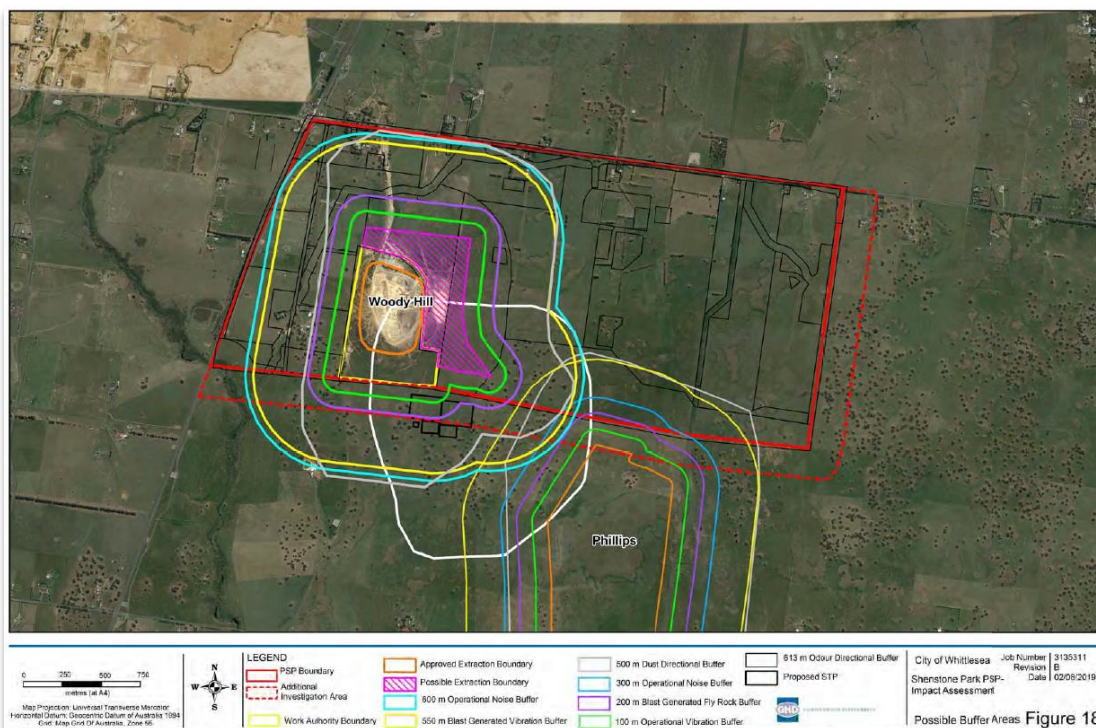 Woody Hill
Phillips
0 250 500 750
metres (at A4)
Map Projection: Universal Transverse Mercator
Horizontal Datum: Geocentric Datum of Australia 1994
Grid: Map Grid Of Australia, Zone 55
N
W E
S
LEGEND
PSP Boundary
Additional
Investigation Area
Work Authority Boundary
Approved Extraction Boundary
Possible Extraction Boundary
600 m Operational Noise Buffer
550 m Blast Generated Vibration Buffer
500 m Dust Directional Buffer
300 m Operational Noise Buffer
200 m Blast Generated Fly Rock Buffer
100 m Operational Vibration Buffer
613 m Odour Directional Buffer
Proposed STP
GHD
City of Whittlesea
Shenstone Park PSP-
Impact Assessment
Job Number 3135311
Revision B
Date 02/08/2019
Possible Buffer Areas Figure 18